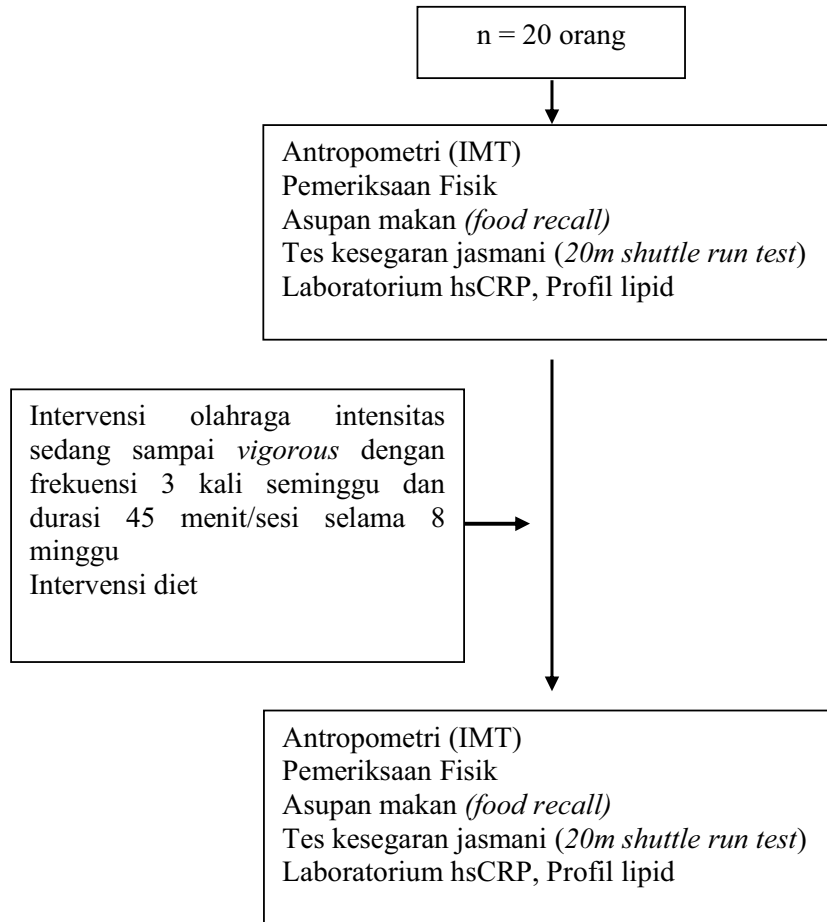 n = 20 orang
Antropometri (IMT)
Pemeriksaan Fisik
Asupan makan (food recall)
Tes kesegaran jasmani (20m shuttle run test)
Laboratorium hsCRP, Profil lipid
Intervensi olahraga intensitas
sedang sampai vigorous dengan
frekuensi 3 kali seminggu dan
durasi 45 menit/sesi selama 8
minggu
Intervensi diet
Antropometri (IMT)
Pemeriksaan Fisik
Asupan makan (food recall)
Tes kesegaran jasmani (20m shuttle run test)
Laboratorium hsCRP, Profil lipid